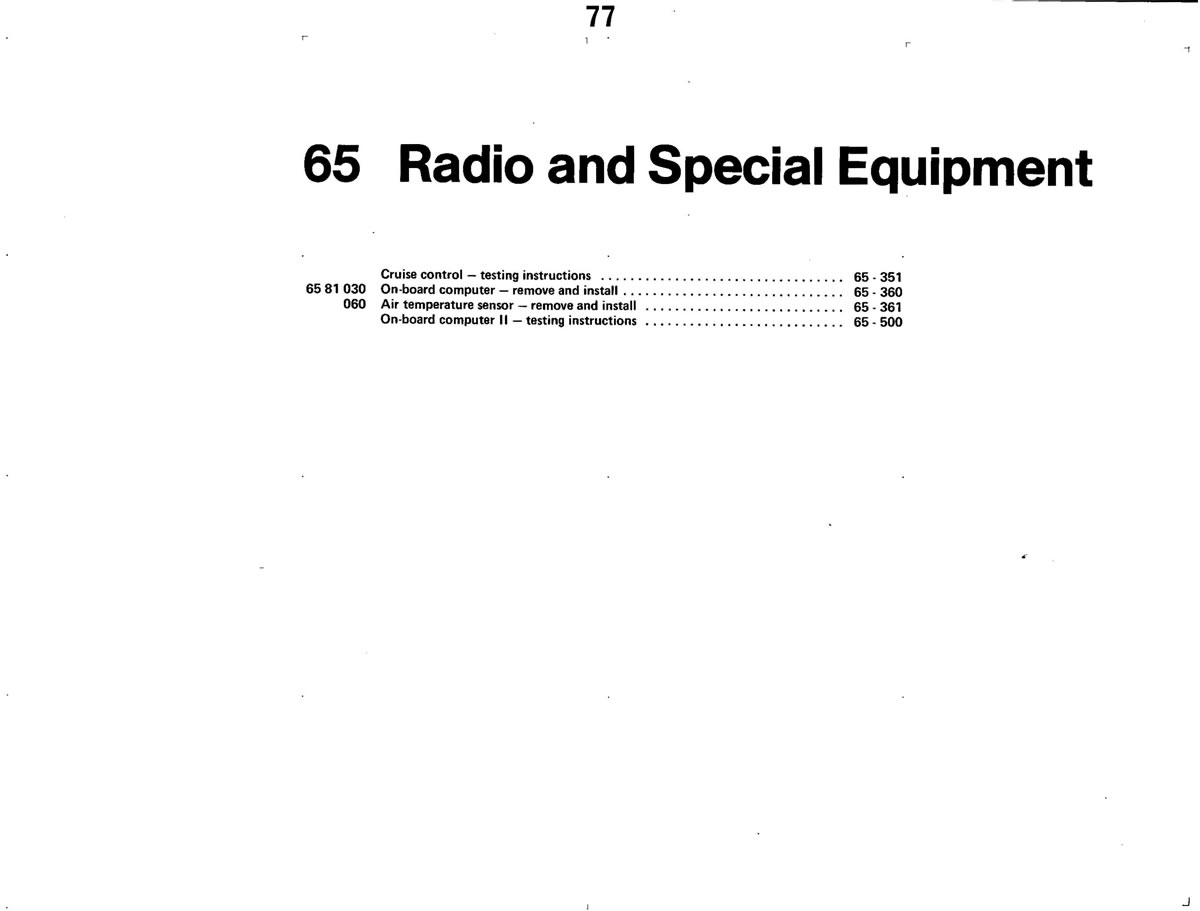 77
65 Radio and Special Equipment
Cruise control – testing instructions ................................. 65 - 351
65 81 030 On-board computer – remove and install .............................. 65 - 360
060 Air temperature sensor – remove and install ........................... 65 - 361
On-board computer II – testing instructions ........................... 65 - 500